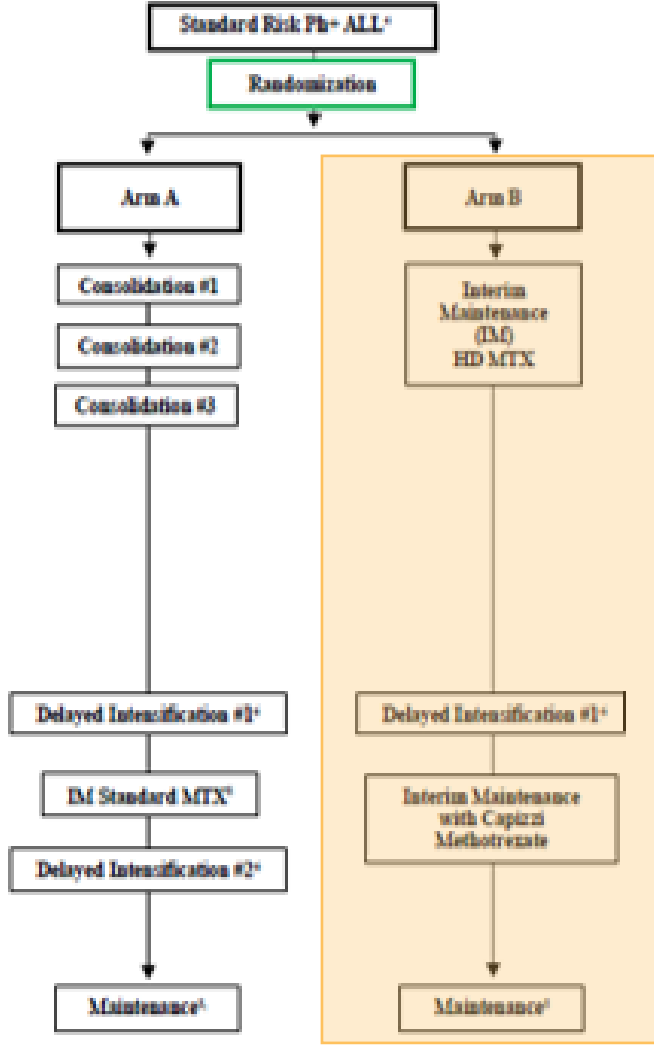 Standard Risk Ph+ ALL*
Randomization
Arm A
Consolidation #1
Consolidation #2
Consolidation #3
Delayed Intensification #1*
IM Standard MTX
Delayed Intensification #2*
Maintenance
Arm B
Interim
Maintenance
(IM)
HD MTX
Delayed Intensification #1*
Interim Maintenance
with Capizzi
Methotrexate
Maintenance